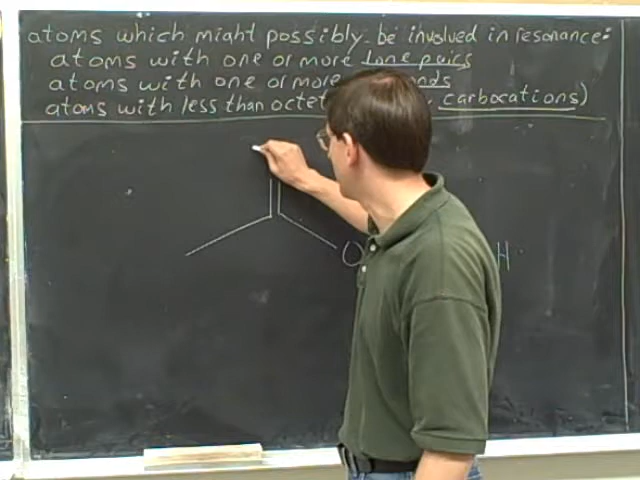 atoms which might possibly be involved in resonance:
atoms with one or more lone pairs
atoms with one or more
atoms with less than octet carbocations)
O H